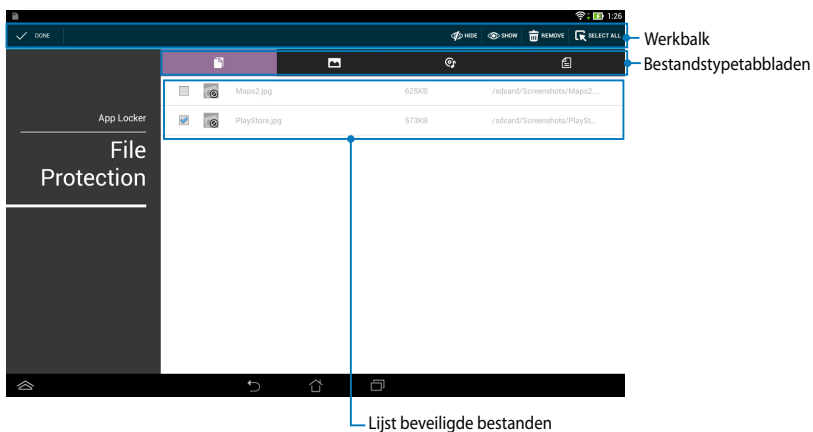 1:26
DONE HIDE SHOW REMOVE SELECT ALL
Werkbalk
Bestandstypetabbladen
Maps2.jpg 625KB /sdcard/Screenshots/Maps2...
App Locker
PlayStore.jpg 573KB /sdcard/Screenshots/PlaySt...
File
Protection
Lijst beveiligde bestanden